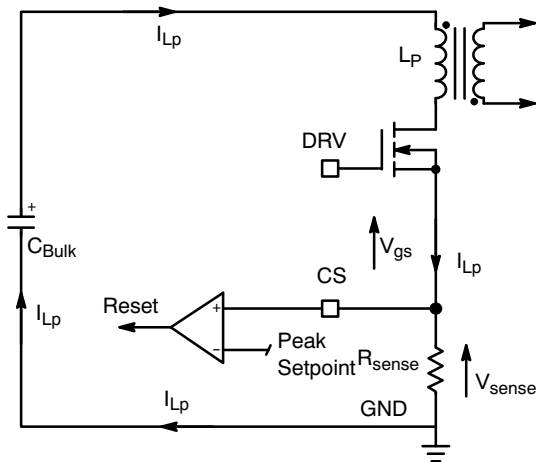 I_Lp
L_P
DRV
+
C_Bulk
V_gs
CS
I_Lp
Reset
+
I_Lp
−
Peak
Setpoint
R_sense
V_sense
I_Lp
GND